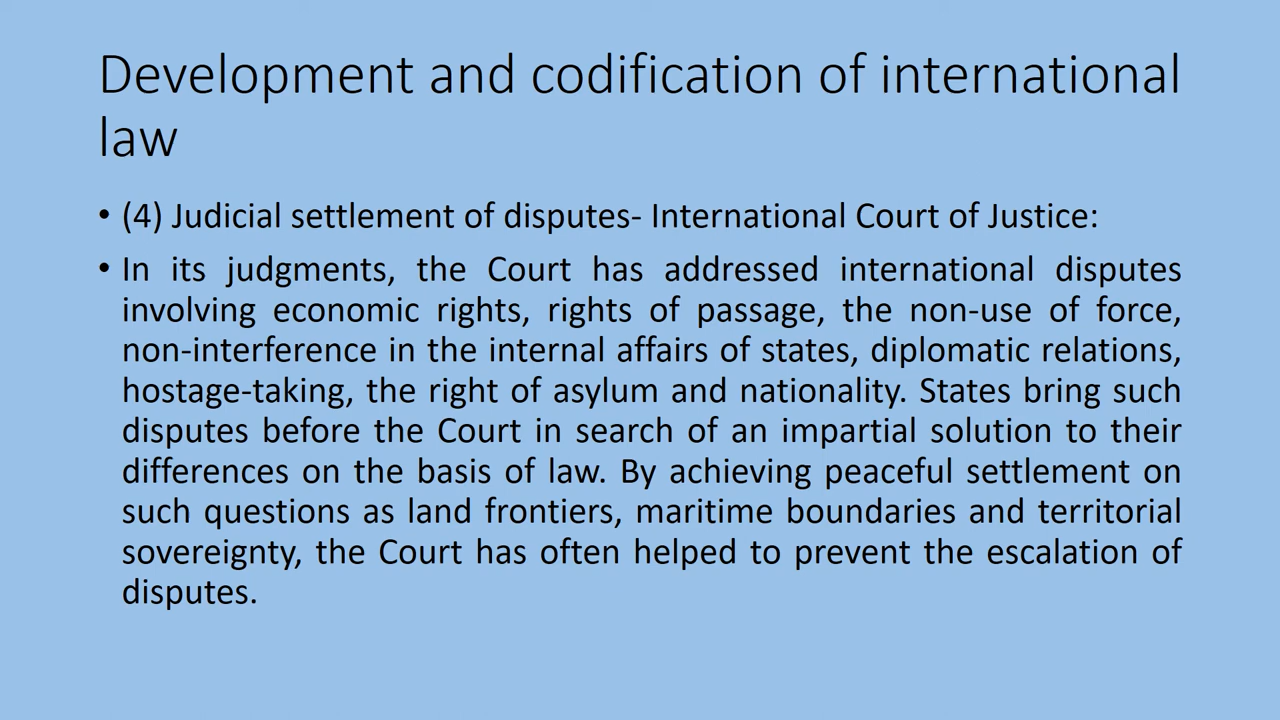 Development and codification of international
law
• (4) Judicial settlement of disputes- International Court of Justice:
• In its judgments, the Court has addressed international disputes
involving economic rights, rights of passage, the non-use of force,
non-interference in the internal affairs of states, diplomatic relations,
hostage-taking, the right of asylum and nationality. States bring such
disputes before the Court in search of an impartial solution to their
differences on the basis of law. By achieving peaceful settlement on
such questions as land frontiers, maritime boundaries and territorial
sovereignty, the Court has often helped to prevent the escalation of
disputes.